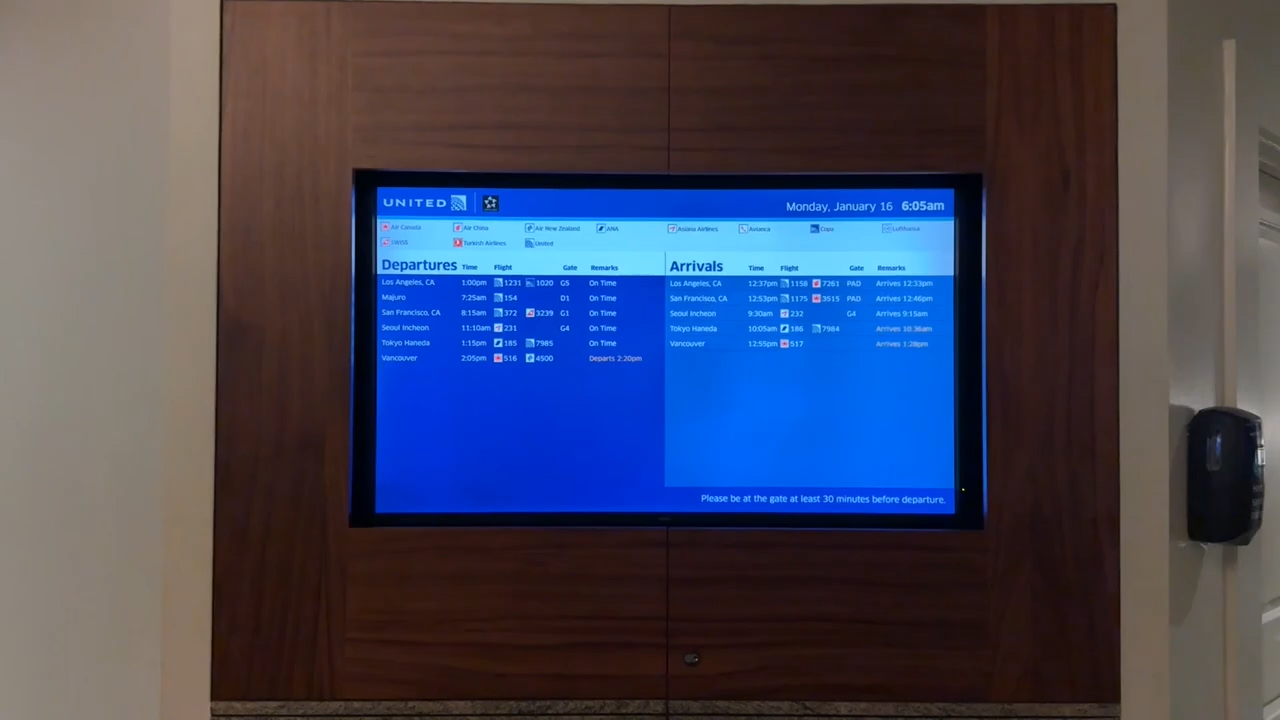 UNITED
Monday, January 16 6:05am
Air Canada Air China Air New Zealand ANA Asiana Airlines Avianca Copa Lufthansa
SWISS Turkish Airlines United
Departures Time Flight Gate Remarks
Los Angeles, CA 1:00pm 1231 1020 G5 On Time
Majuro 7:25am 154 D1 On Time
San Francisco, CA 8:15am 372 3239 G1 On Time
Seoul Incheon 11:10am 231 G4 On Time
Tokyo Haneda 1:15pm 185 7985 On Time
Vancouver 2:05pm 516 4500 Departs 2:20pm
Arrivals Time Flight Gate Remarks
Los Angeles, CA 12:37pm 1158 7261 PAD Arrives 12:33pm
San Francisco, CA 12:53pm 1175 3515 PAD Arrives 12:46pm
Seoul Incheon 9:30am 232 G4 Arrives 9:15am
Tokyo Haneda 10:05am 186 7984 Arrives 10:36am
Vancouver 12:55pm 517 Arrives 1:28pm
Please be at the gate at least 30 minutes before departure.